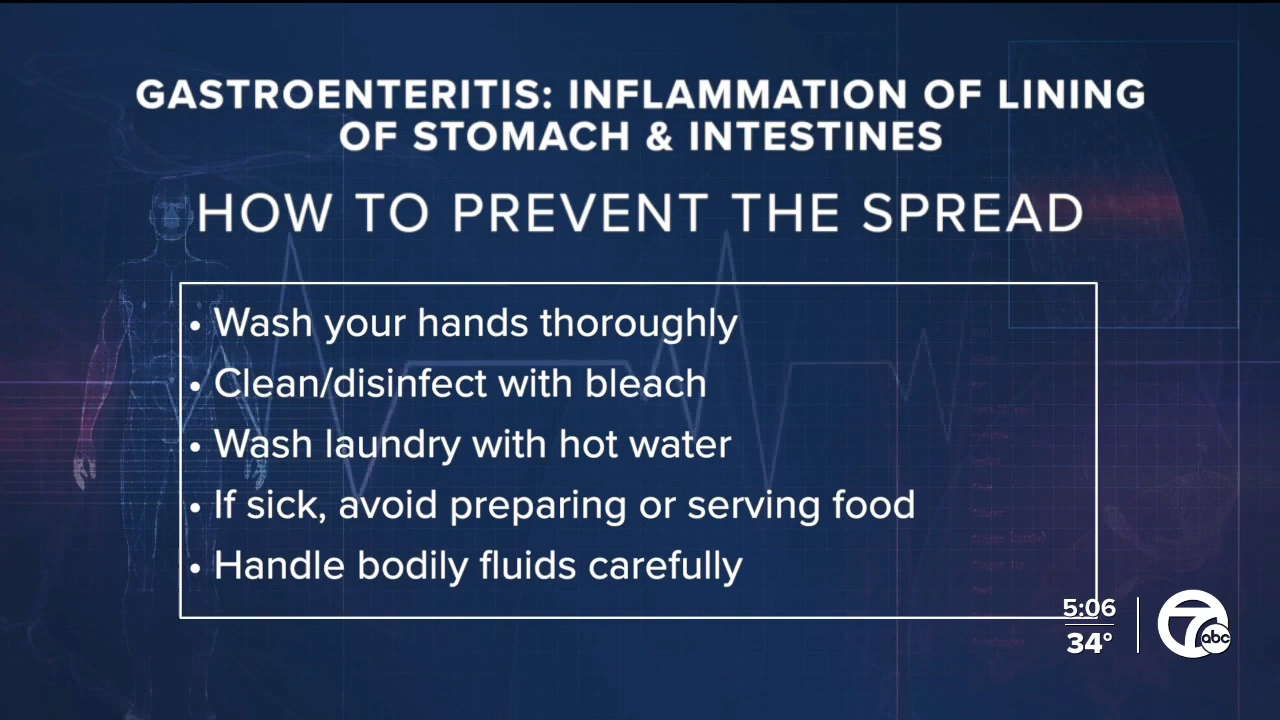 GASTROENTERITIS: INFLAMMATION OF LINING
OF STOMACH & INTESTINES
HOW TO PREVENT THE SPREAD
• Wash your hands thoroughly
• Clean/disinfect with bleach
• Wash laundry with hot water
• If sick, avoid preparing or serving food
• Handle bodily fluids carefully
5:06
34°
7 abc